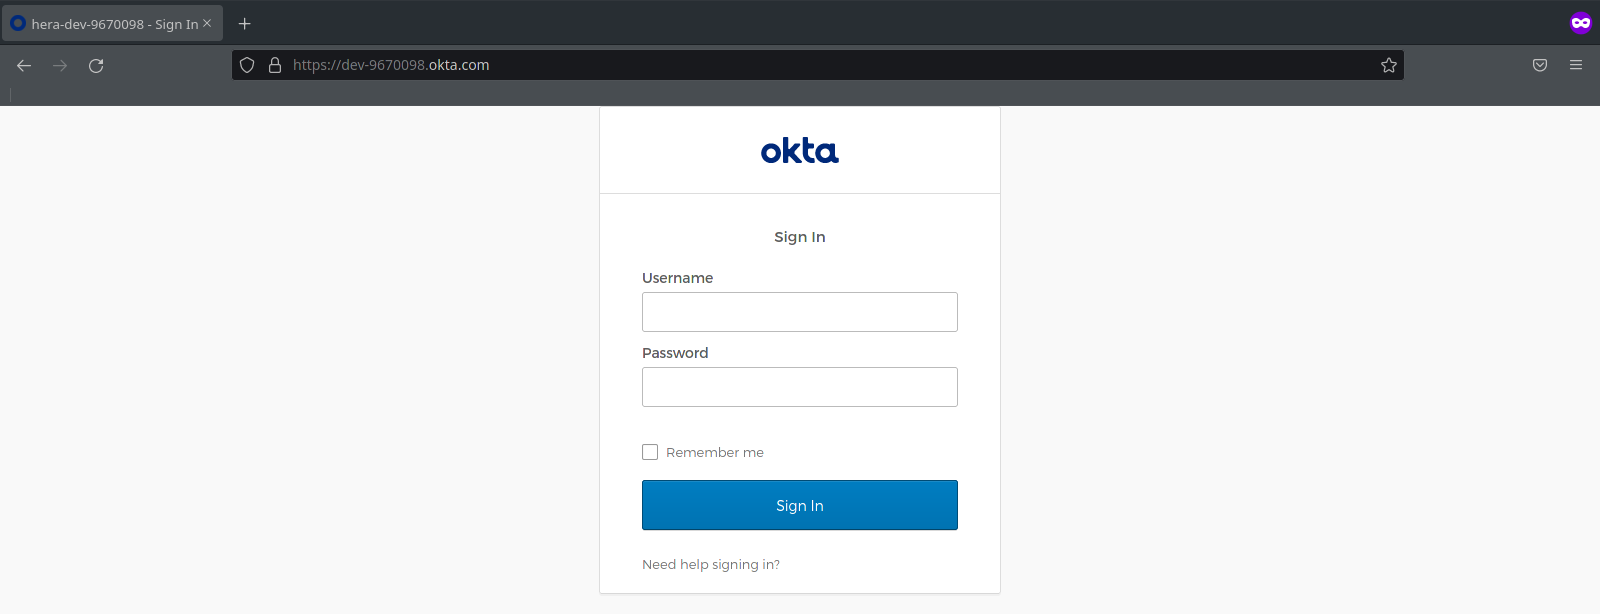 hera-dev-9670098 - Sign In
https://dev-9670098.okta.com
okta
Sign In
Username
Password
Remember me
Sign In
Need help signing in?